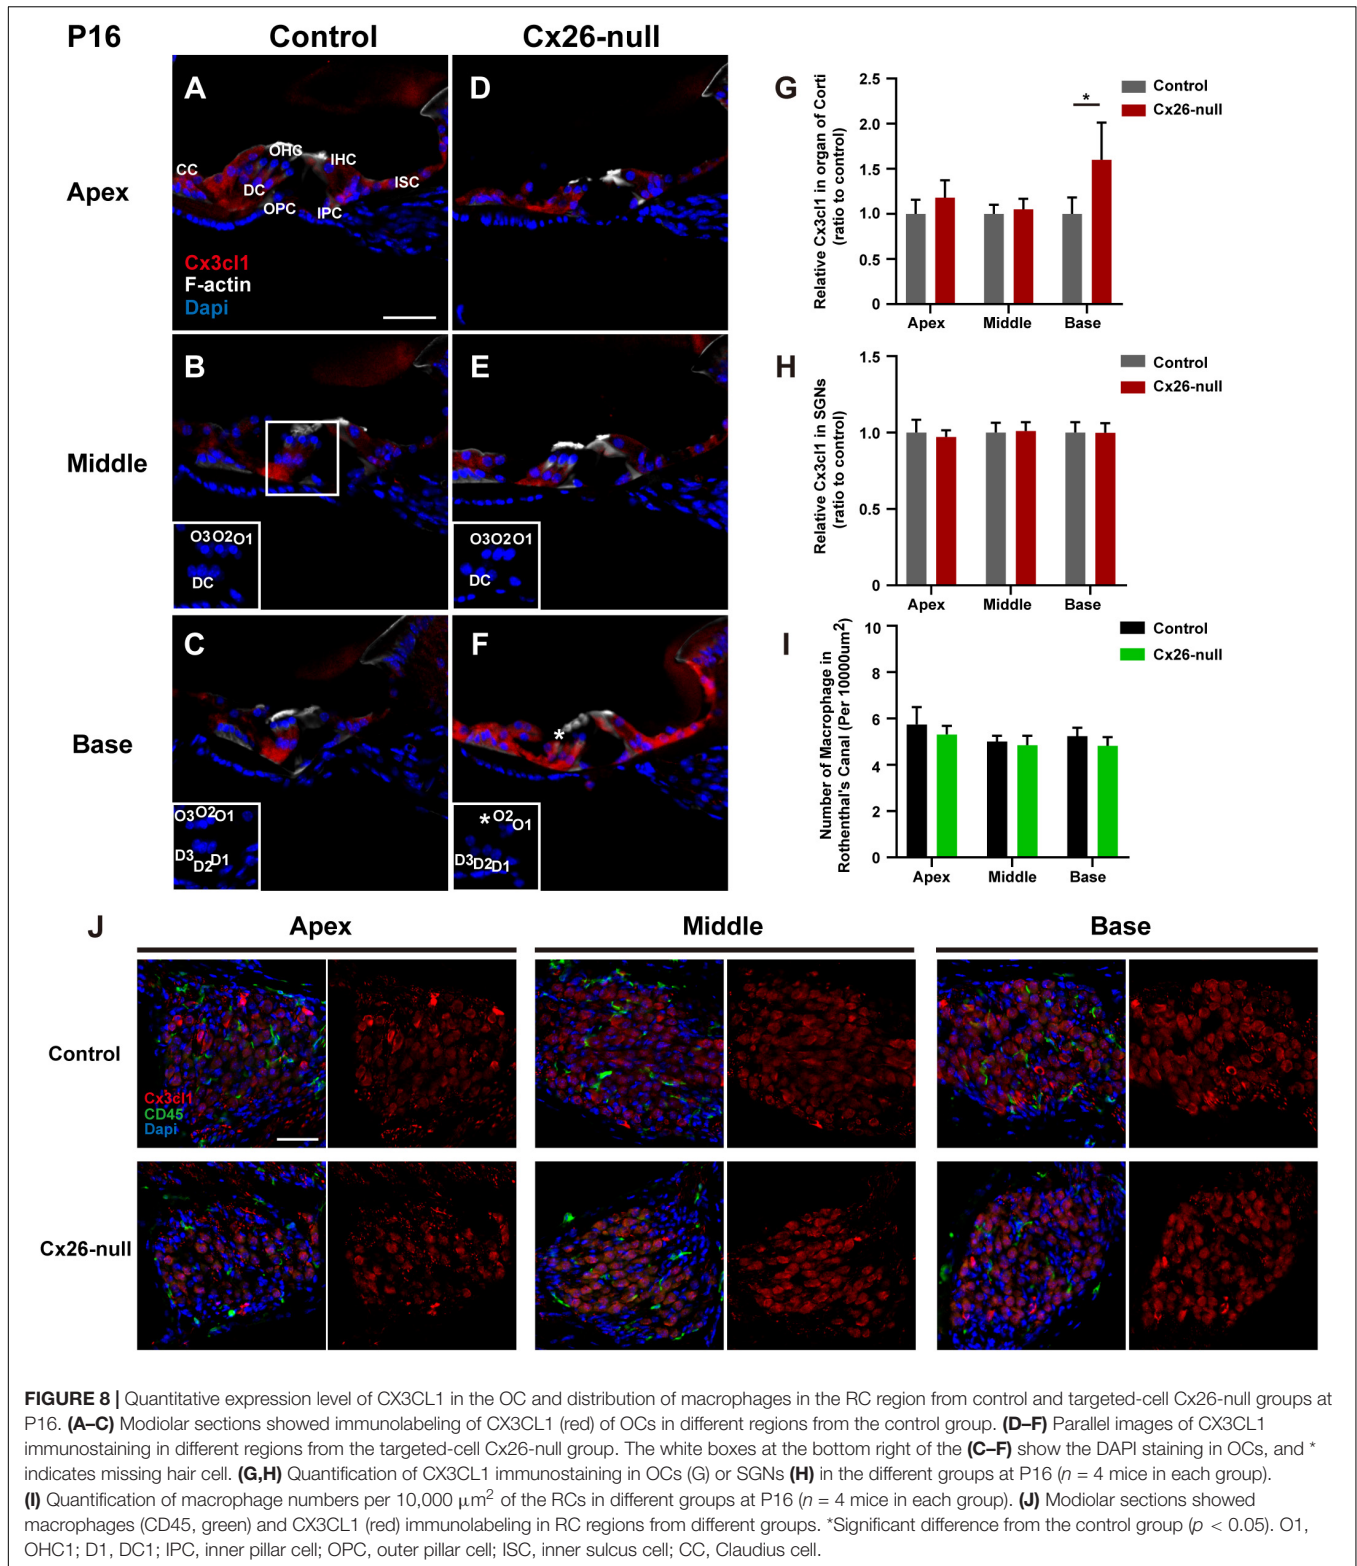 P16
Control
Cx26-null
A
D
OHC
IHC
CC
ISC
DC
OPC
IPC
Apex
Cx3cl1
F-actin
Dapi
B
E
Middle
O3 O2 O1
DC
O3 O2 O1
DC
C
F
*
Base
O3 O2 O1
D3 D2 D1
* O2 O1
D3 D2 D1
G
Relative Cx3cl1 in organ of Corti
(ratio to control)
2.5
2.0
1.5
1.0
0.5
0
*
Control
Cx26-null
Apex
Middle
Base
H
Relative Cx3cl1 in SGNs
(ratio to control)
1.5
1.0
0.5
0
Control
Cx26-null
Apex
Middle
Base
I
Number of Macrophage in
Rothenthal's Canal (Per 10000um²)
10
8
6
4
2
0
Control
Cx26-null
Apex
Middle
Base
J
Apex
Middle
Base
Control
Cx3cl1
CD45
Dapi
Cx26-null
FIGURE 8 | Quantitative expression level of CX3CL1 in the OC and distribution of macrophages in the RC region from control and targeted-cell Cx26-null groups at
P16. (A–C) Modiolar sections showed immunolabeling of CX3CL1 (red) of OCs in different regions from the control group. (D–F) Parallel images of CX3CL1
immunostaining in different regions from the targeted-cell Cx26-null group. The white boxes at the bottom right of the (C–F) show the DAPI staining in OCs, and *
indicates missing hair cell. (G,H) Quantification of CX3CL1 immunostaining in OCs (G) or SGNs (H) in the different groups at P16 (n = 4 mice in each group).
(I) Quantification of macrophage numbers per 10,000 μm² of the RCs in different groups at P16 (n = 4 mice in each group). (J) Modiolar sections showed
macrophages (CD45, green) and CX3CL1 (red) immunolabeling in RC regions from different groups. *Significant difference from the control group (p < 0.05). O1,
OHC1; D1, DC1; IPC, inner pillar cell; OPC, outer pillar cell; ISC, inner sulcus cell; CC, Claudius cell.